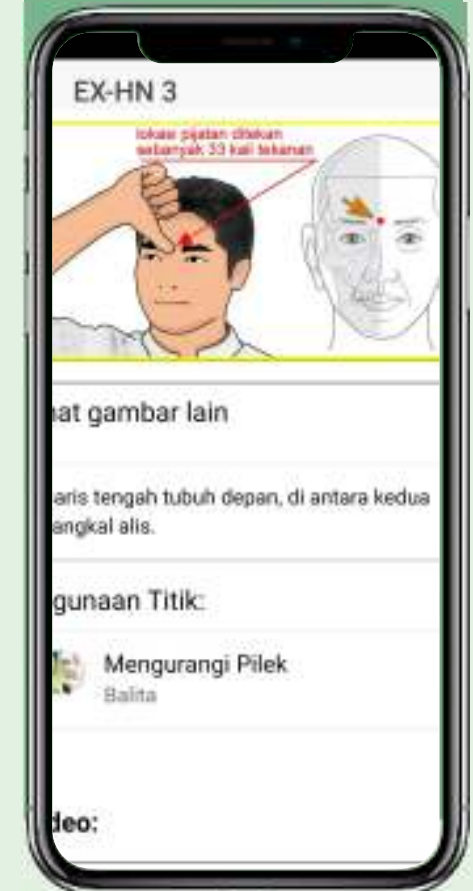 EX-HN 3
lokasi pijatan ditekan
sebanyak 33 kali tekanan
hat gambar lain
aris tengah tubuh depan, di antara kedua
angkal alis.
gunaan Titik:
Mengurangi Pilek
Balita
deo: